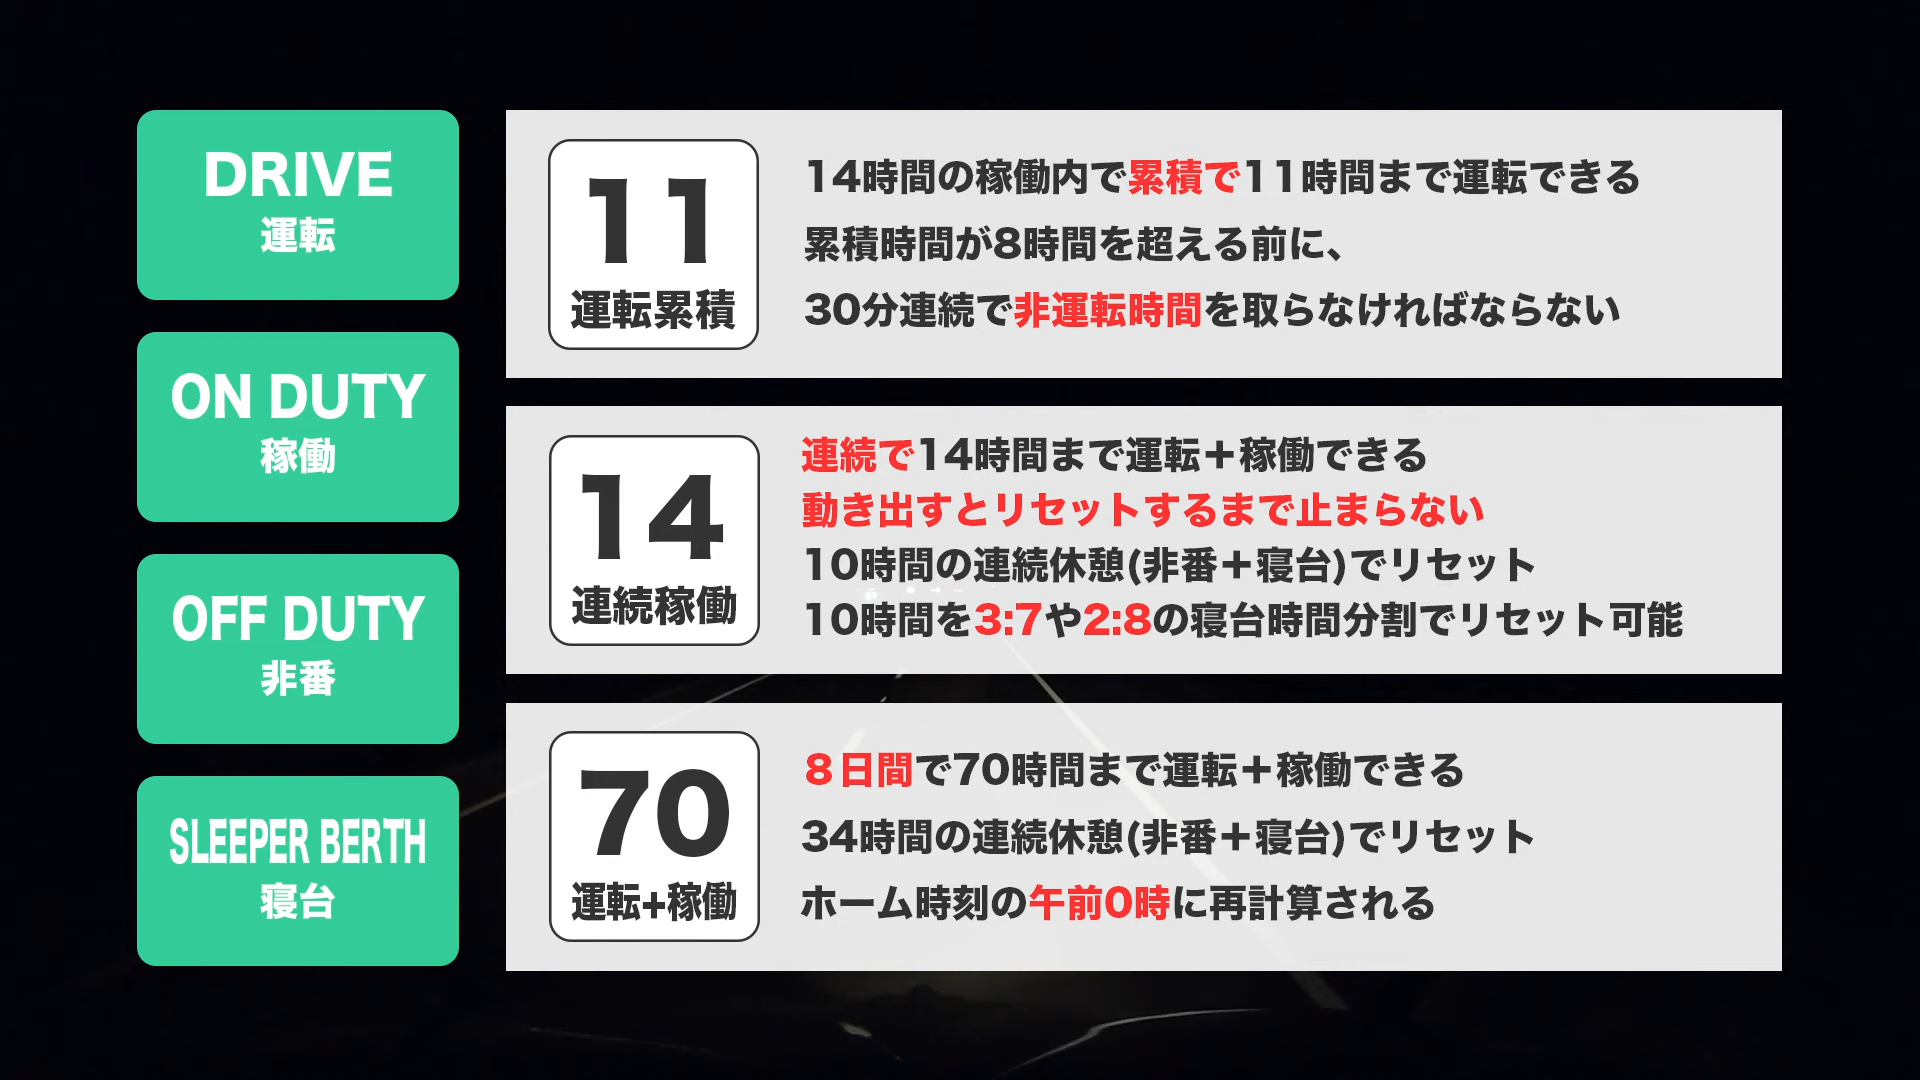 DRIVE
運転
ON DUTY
稼働
OFF DUTY
非番
SLEEPER BERTH
寝台
11
運転累積
14時間の稼働内で累積で11時間まで運転できる
累積時間が8時間を超える前に、
30分連続で非運転時間を取らなければならない
14
連続稼働
連続で14時間まで運転＋稼働できる
動き出すとリセットするまで止まらない
10時間の連続休憩(非番＋寝台)でリセット
10時間を3:7や2:8の寝台時間分割でリセット可能
70
運転+稼働
８日間で70時間まで運転＋稼働できる
34時間の連続休憩(非番＋寝台)でリセット
ホーム時刻の午前0時に再計算される